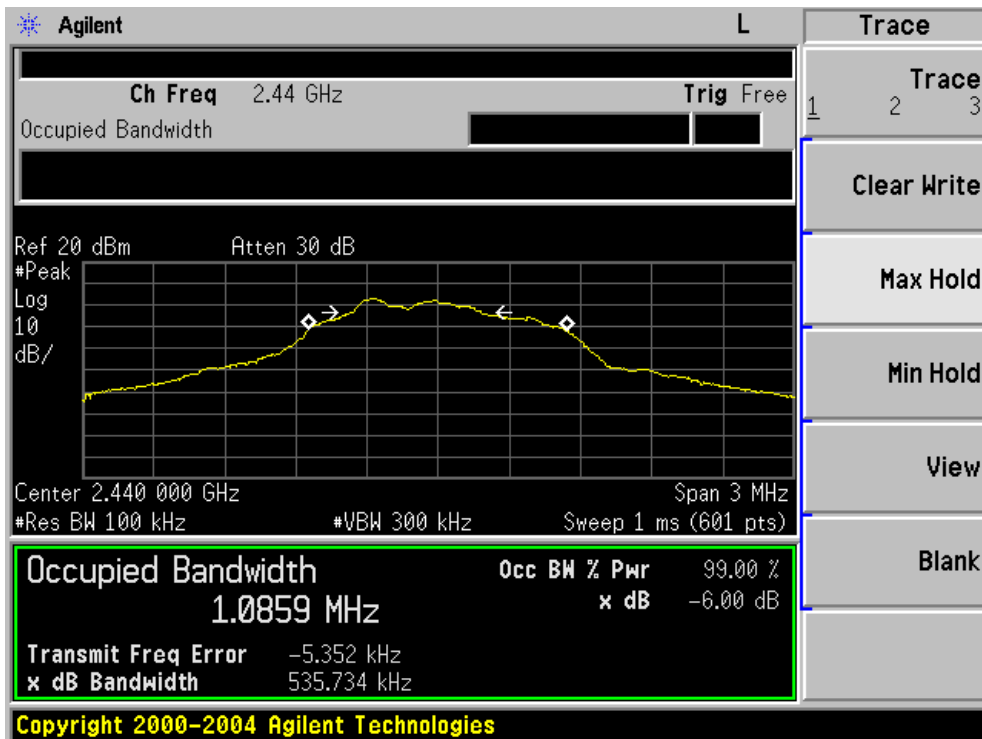 Agilent L Trace
Ch Freq 2.44 GHz Trig Free
Occupied Bandwidth
Trace
1 2 3
Clear Write
Ref 20 dBm Atten 30 dB
#Peak
Log
10
dB/
Max Hold
Min Hold
View
Center 2.440 000 GHz Span 3 MHz
#Res BW 100 kHz #VBW 300 kHz Sweep 1 ms (601 pts)
Blank
Occupied Bandwidth Occ BW % Pwr 99.00 %
1.0859 MHz x dB -6.00 dB
Transmit Freq Error -5.352 kHz
x dB Bandwidth 535.734 kHz
Copyright 2000-2004 Agilent Technologies